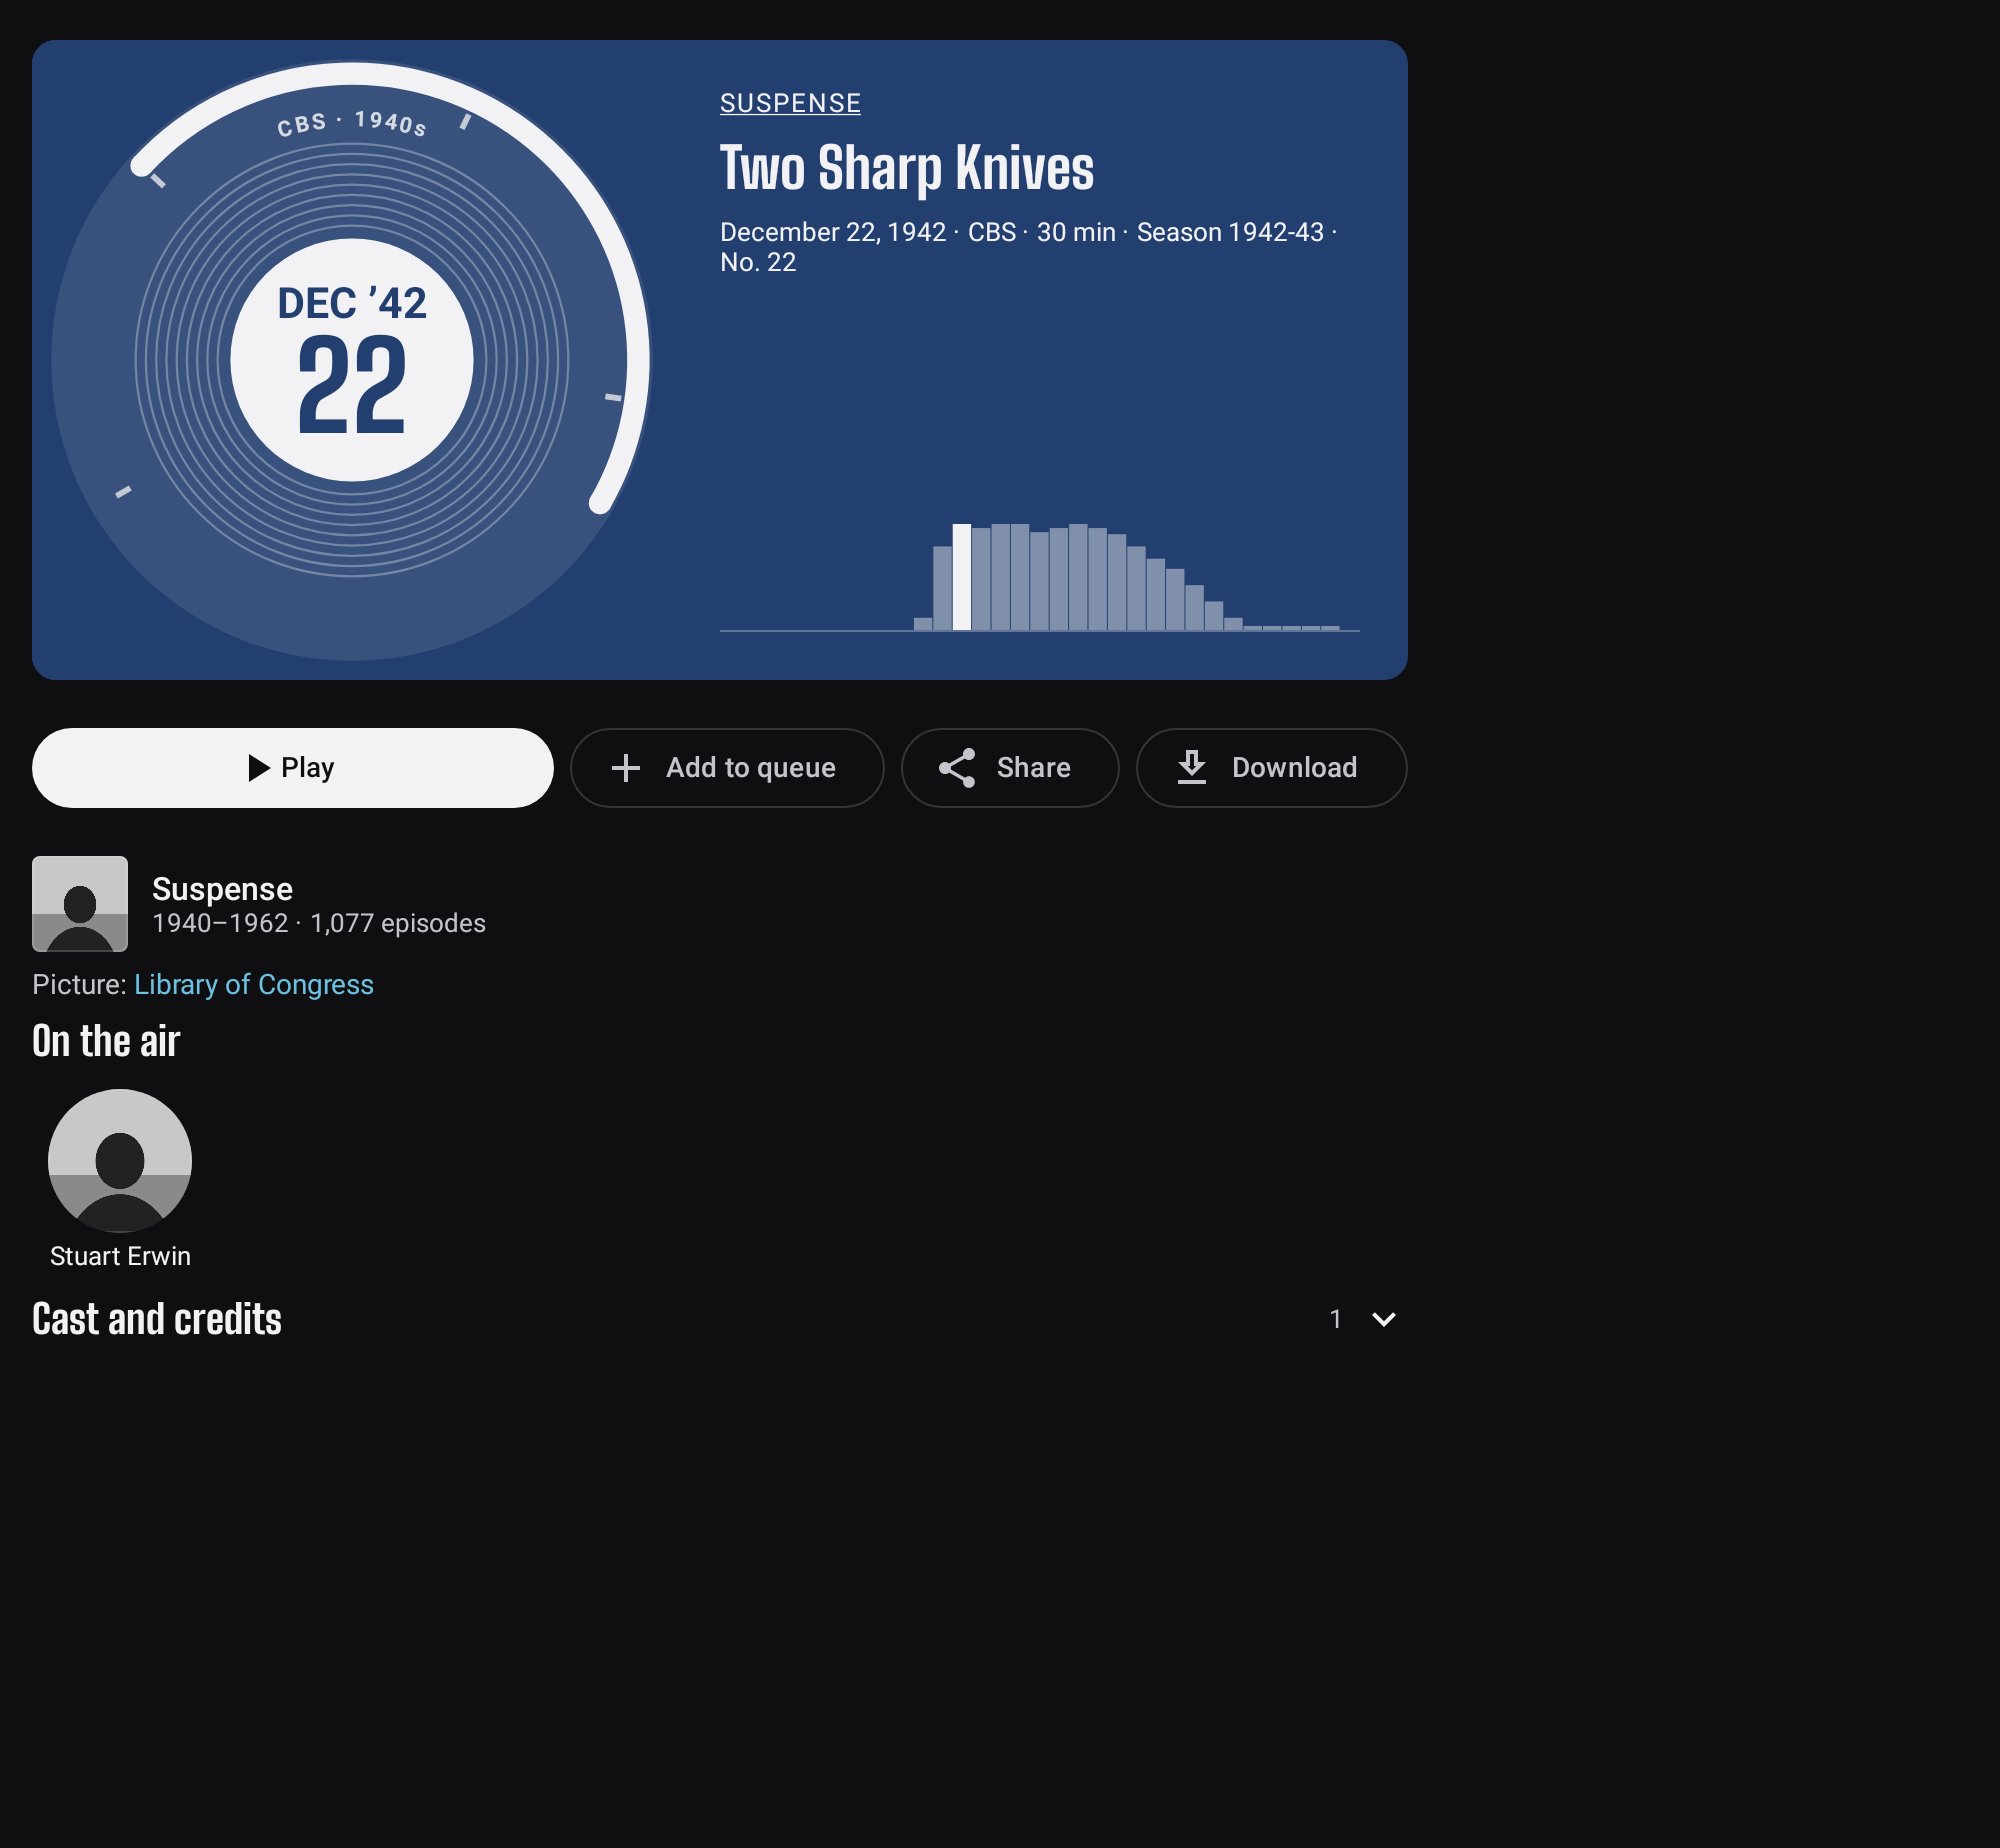 CBS · 1940s
DEC ’42
22
SUSPENSE
Two Sharp Knives
December 22, 1942 · CBS · 30 min · Season 1942-43 ·
No. 22
Play
Add to queue
Share
Download
Suspense
1940–1962 · 1,077 episodes
Picture: Library of Congress
On the air
Stuart Erwin
Cast and credits
1